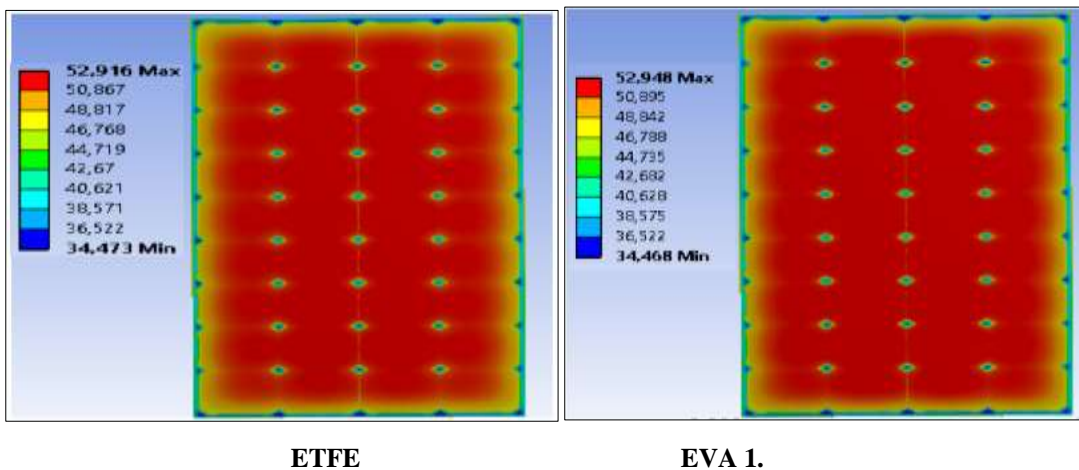 52,916 Max
50,867
48,817
46,768
44,719
42,67
40,621
38,571
36,522
34,473 Min
52,948 Max
50,895
48,842
46,788
44,735
42,682
40,628
38,575
36,522
34,468 Min
ETFE
EVA 1.